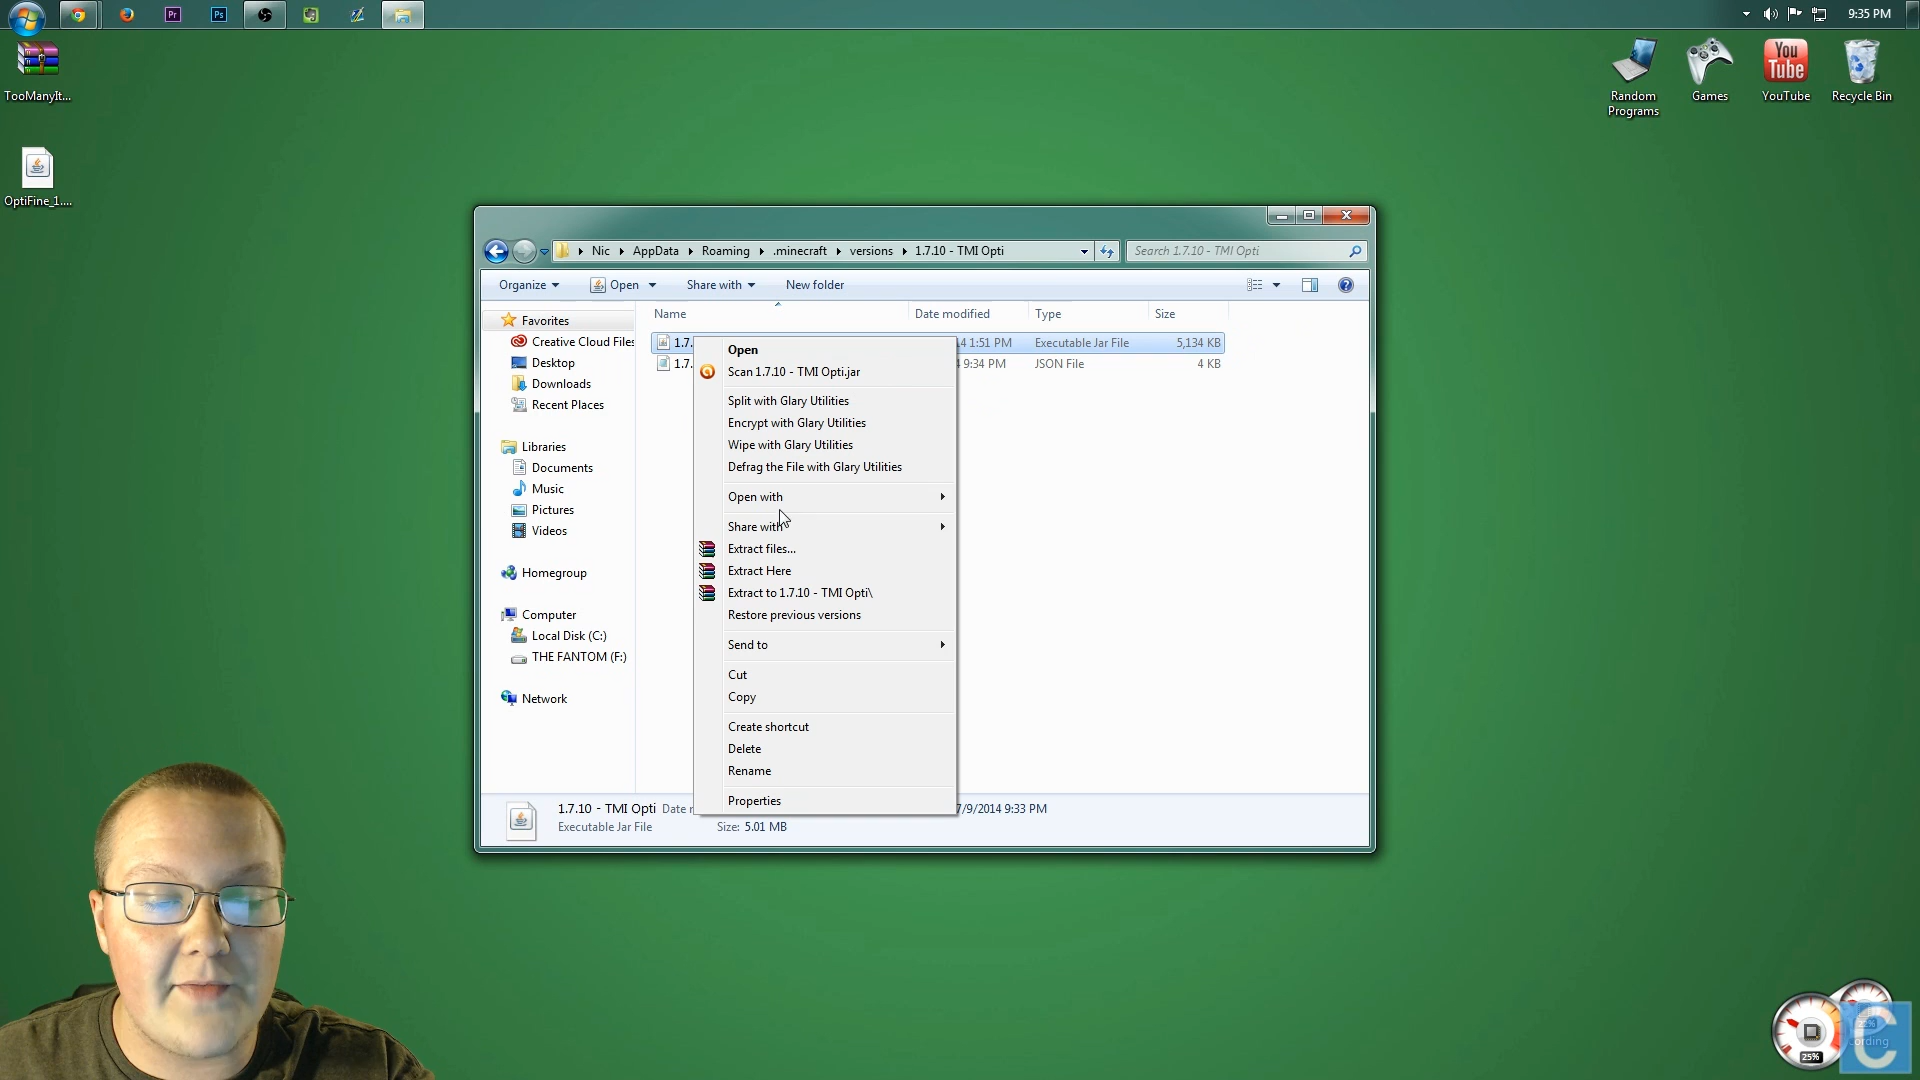 Pr
Ps
9:35 PM
TooManyIt...
OptiFine_1....
Random
Programs
Games
You
Tube
YouTube
Recycle Bin
Nic
AppData
Roaming
.minecraft
versions
1.7.10 - TMI Opti
Search 1.7.10 - TMI Opti
Organize
Open
Share with
New folder
Favorites
Creative Cloud Files
Desktop
Downloads
Recent Places
Libraries
Documents
Music
Pictures
Videos
Homegroup
Computer
Local Disk (C:)
THE FANTOM (F:)
Network
Name
Date modified
Type
Size
1.7.
4 1:51 PM
Executable Jar File
5,134 KB
1.7.
9:34 PM
JSON File
4 KB
Open
Scan 1.7.10 - TMI Opti.jar
Split with Glary Utilities
Encrypt with Glary Utilities
Wipe with Glary Utilities
Defrag the File with Glary Utilities
Open with
Share with
Extract files...
Extract Here
Extract to 1.7.10 - TMI Opti\
Restore previous versions
Send to
Cut
Copy
Create shortcut
Delete
Rename
Properties
1.7.10 - TMI Opti
Date
7/9/2014 9:33 PM
Executable Jar File
Size: 5.01 MB
25%